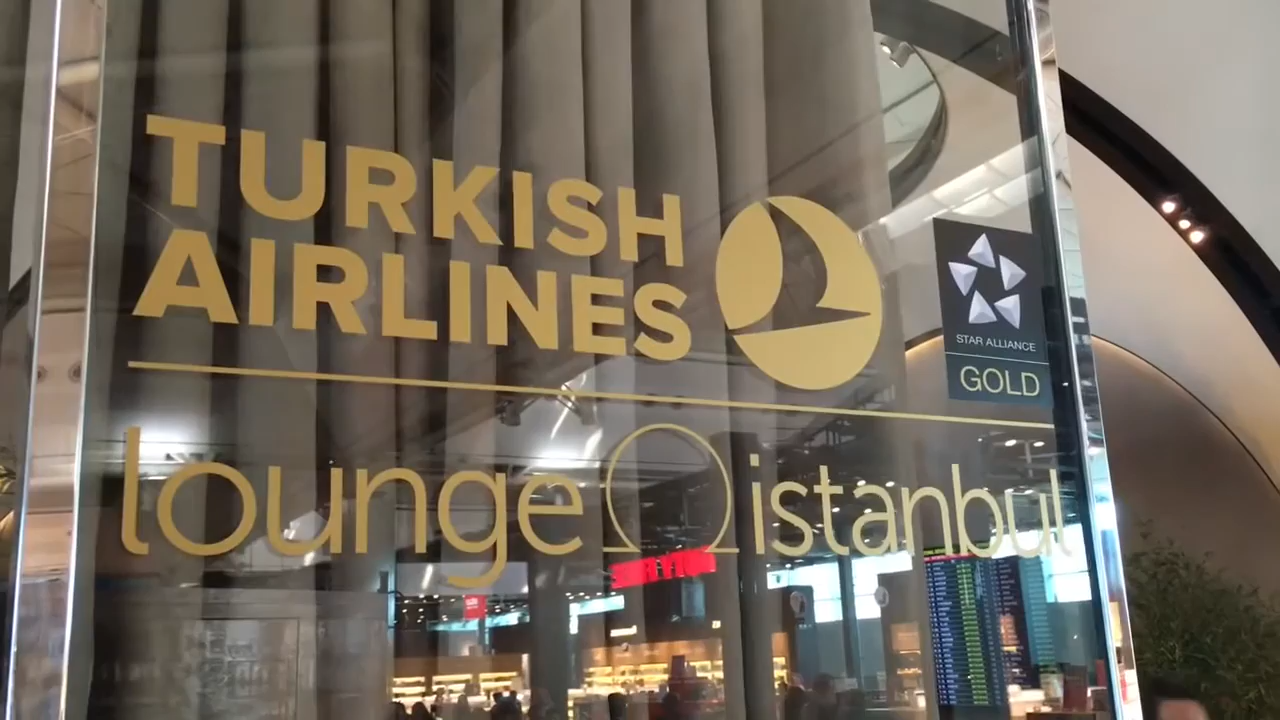 TURKISH
AIRLINES
STAR ALLIANCE
GOLD
lounge istanbul